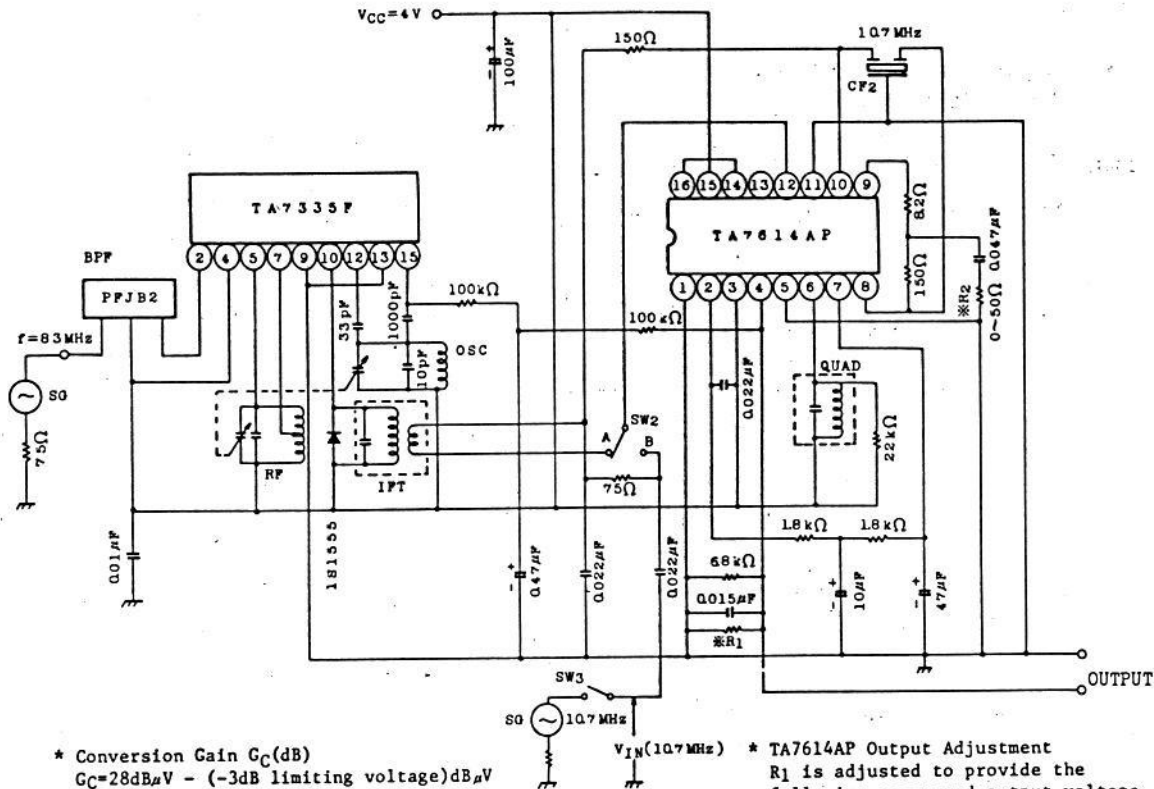 VCC=4V
100μF
150Ω
10.7MHz
CF2
TA7335F
2 4 5 7 9 10 12 13 15
BPF
PFJB2
f=83MHz
SG
75Ω
0.01μF
RF
1S1555
IFT
33pF
1000pF
10pF
OSC
100kΩ
0.47μF
16 15 14 13 12 11 10 9
TA7614AP
1 2 3 4 5 6 7 8
82Ω
150Ω
0.047μF
※R2
0~50Ω
100kΩ
0.022μF
QUAD
22kΩ
SW2
A
B
75Ω
0.022μF
0.022μF
1.8kΩ
1.8kΩ
10μF
47μF
6.8kΩ
0.015μF
※R1
OUTPUT
SW3
SG
10.7MHz
VIN(10.7MHz)
* Conversion Gain GC(dB)
GC=28dBμV - (-3dB limiting voltage)dBμV
* TA7614AP Output Adjustment
R1 is adjusted to provide the